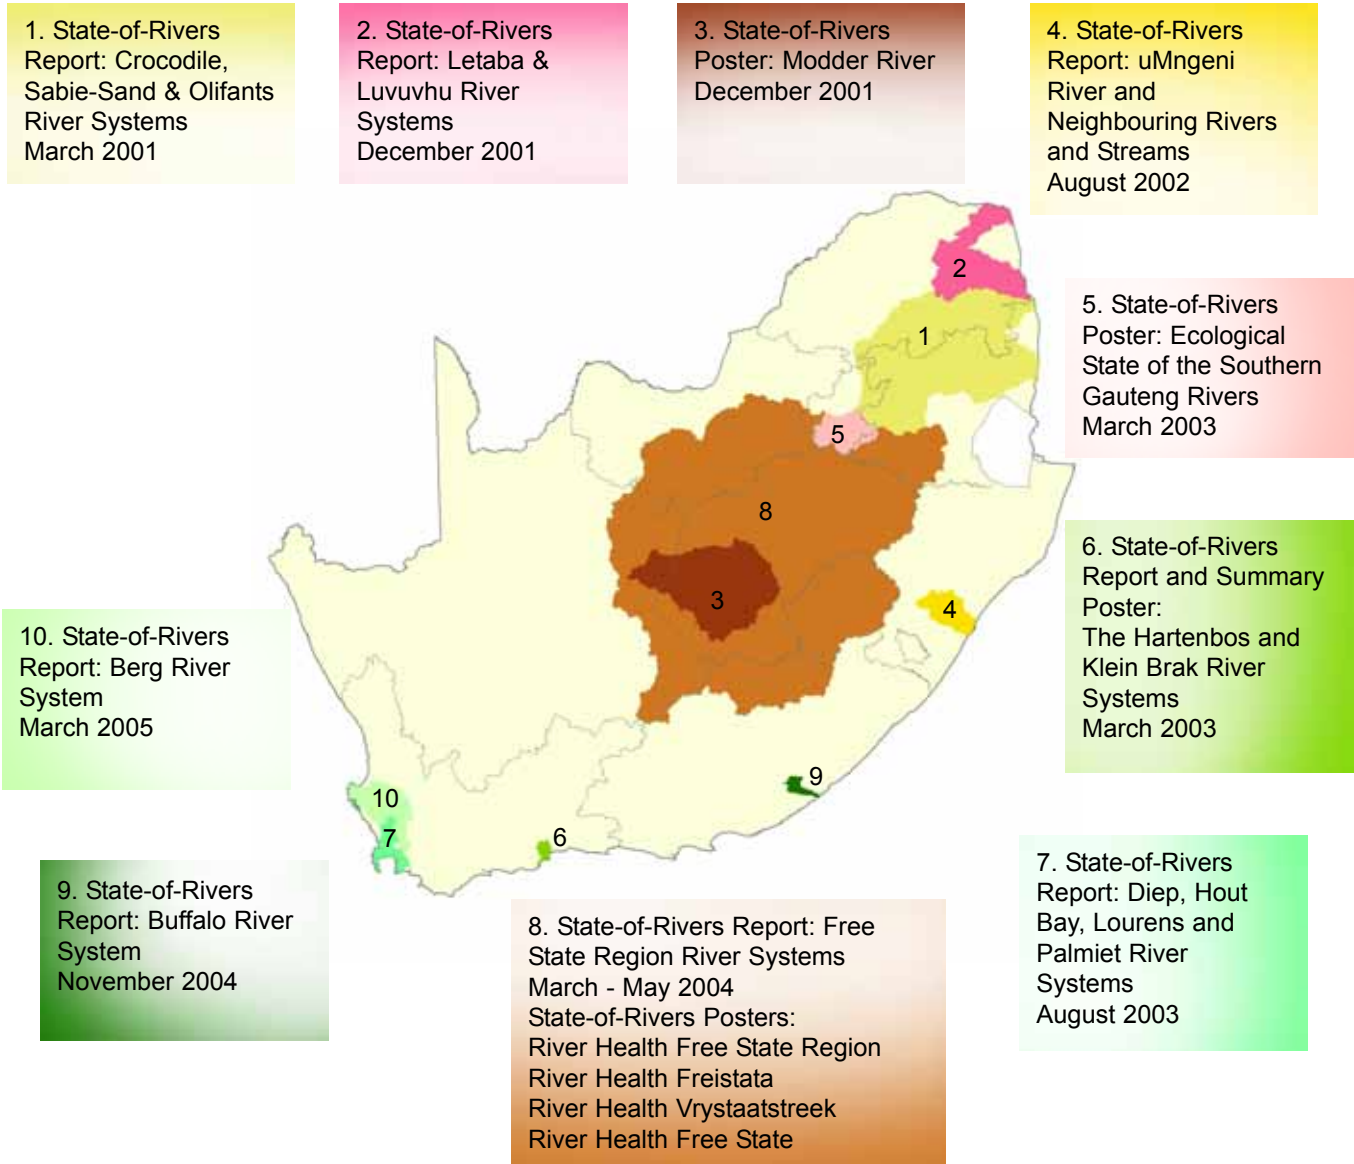 1. State-of-Rivers
Report: Crocodile,
Sabie-Sand & Olifants
River Systems
March 2001
2. State-of-Rivers
Report: Letaba &
Luvuvhu River
Systems
December 2001
3. State-of-Rivers
Poster: Modder River
December 2001
4. State-of-Rivers
Report: uMngeni
River and
Neighbouring Rivers
and Streams
August 2002
2
1
5
8
3
4
9
10
7
6
5. State-of-Rivers
Poster: Ecological
State of the Southern
Gauteng Rivers
March 2003
6. State-of-Rivers
Report and Summary
Poster:
The Hartenbos and
Klein Brak River
Systems
March 2003
10. State-of-Rivers
Report: Berg River
System
March 2005
9. State-of-Rivers
Report: Buffalo River
System
November 2004
8. State-of-Rivers Report: Free
State Region River Systems
March - May 2004
State-of-Rivers Posters:
River Health Free State Region
River Health Freistata
River Health Vrystaatstreek
River Health Free State
7. State-of-Rivers
Report: Diep, Hout
Bay, Lourens and
Palmiet River
Systems
August 2003